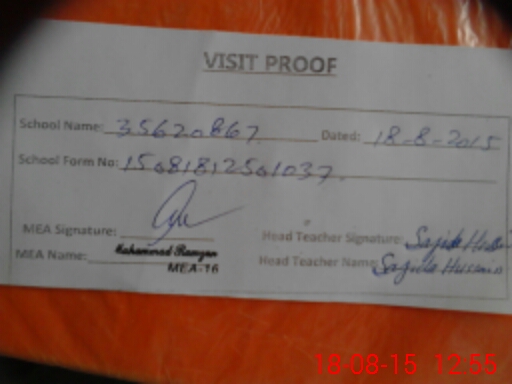 VISIT PROOF
School Name: 35620867 Dated: 18-8-2015
School Form No: 15081812501037.
MEA Signature:
Head Teacher Signature: Sajida
MEA Name: Muhammad Ramzan
MEA-16
Head Teacher Name: Sajida Hussain
18-08-15 12:55